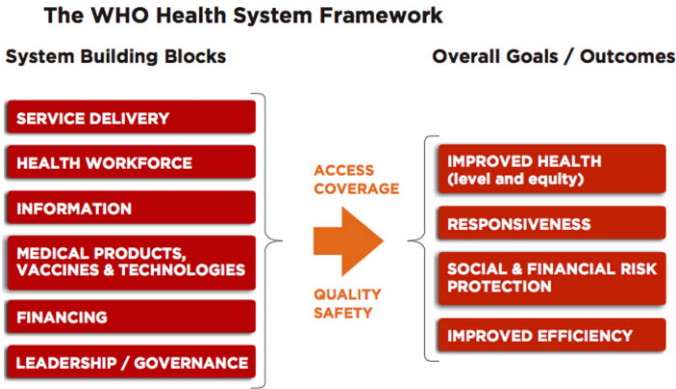 The WHO Health System Framework
System Building Blocks
Overall Goals / Outcomes
SERVICE DELIVERY
HEALTH WORKFORCE
INFORMATION
MEDICAL PRODUCTS,
VACCINES & TECHNOLOGIES
FINANCING
LEADERSHIP / GOVERNANCE
ACCESS
COVERAGE
QUALITY
SAFETY
IMPROVED HEALTH
(level and equity)
RESPONSIVENESS
SOCIAL & FINANCIAL RISK
PROTECTION
IMPROVED EFFICIENCY